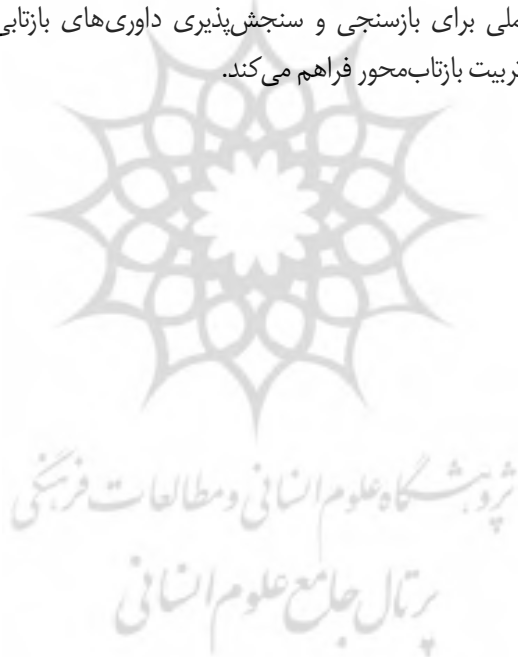 ملی برای بازسنجی و سنجش‌پذیری داوری‌های بازتابی
تربیت بازتاب‌محور فراهم می‌کند.
پژوهشگاه علوم انسانی و مطالعات فرهنگی
پرتال جامع علوم انسانی